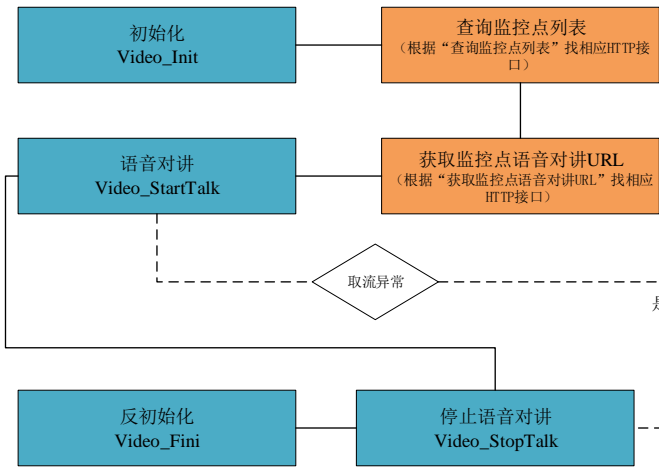 初始化
Video_Init
查询监控点列表
（根据“查询监控点列表”找相应HTTP接
口）
语音对讲
Video_StartTalk
获取监控点语音对讲URL
（根据“获取监控点语音对讲URL”找相应
HTTP接口）
取流异常
是
反初始化
Video_Fini
停止语音对讲
Video_StopTalk